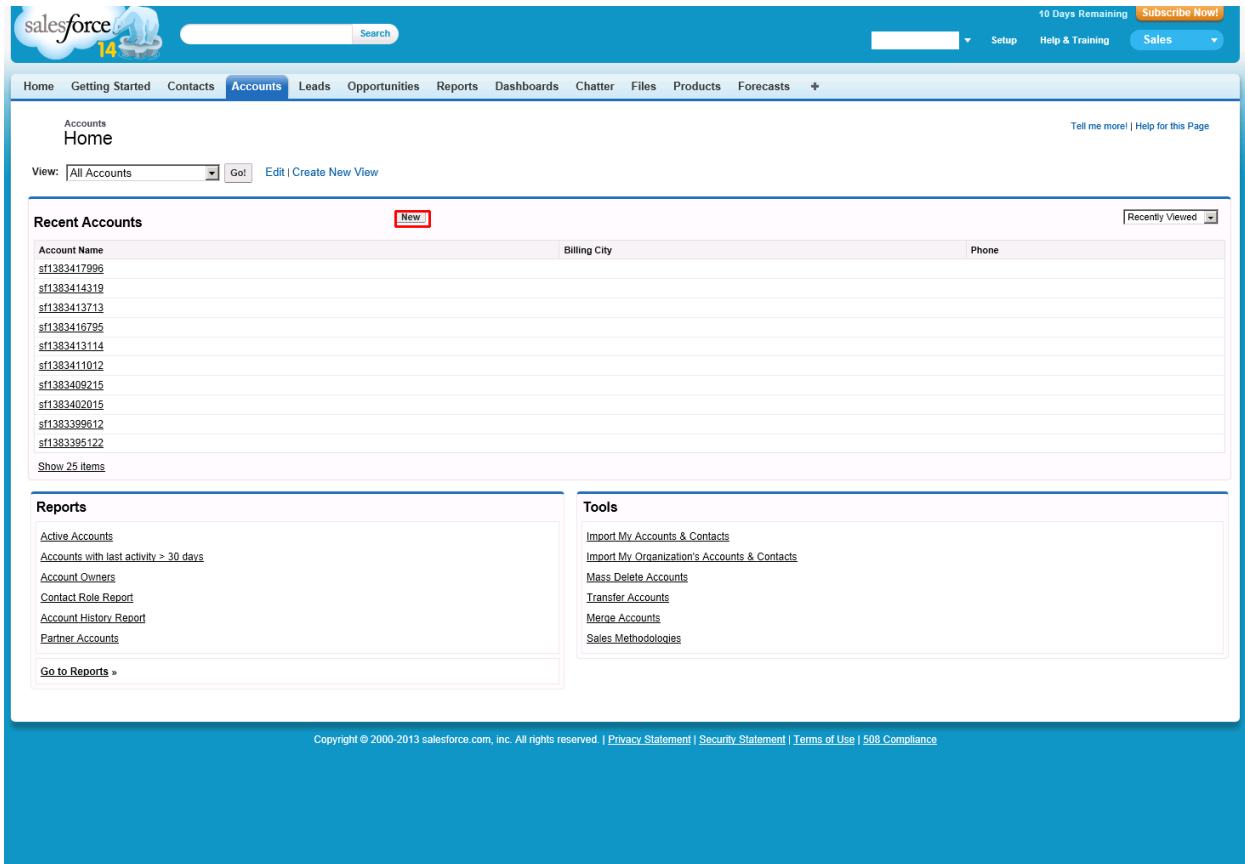 10 Days Remaining Subscribe Now!
salesforce
14
Search
Setup Help & Training Sales
Home Getting Started Contacts Accounts Leads Opportunities Reports Dashboards Chatter Files Products Forecasts +
Accounts
Home
Tell me more! | Help for this Page
View: All Accounts Go! Edit | Create New View
Recent Accounts New Recently Viewed
Account Name Billing City Phone
sf1383417996
sf1383414319
sf1383413713
sf1383416795
sf1383413114
sf1383411012
sf1383409215
sf1383402015
sf1383399612
sf1383395122
Show 25 items
Reports
Active Accounts
Accounts with last activity > 30 days
Account Owners
Contact Role Report
Account History Report
Partner Accounts
Go to Reports »
Tools
Import My Accounts & Contacts
Import My Organization's Accounts & Contacts
Mass Delete Accounts
Transfer Accounts
Merge Accounts
Sales Methodologies
Copyright © 2000-2013 salesforce.com, inc. All rights reserved. | Privacy Statement | Security Statement | Terms of Use | 508 Compliance